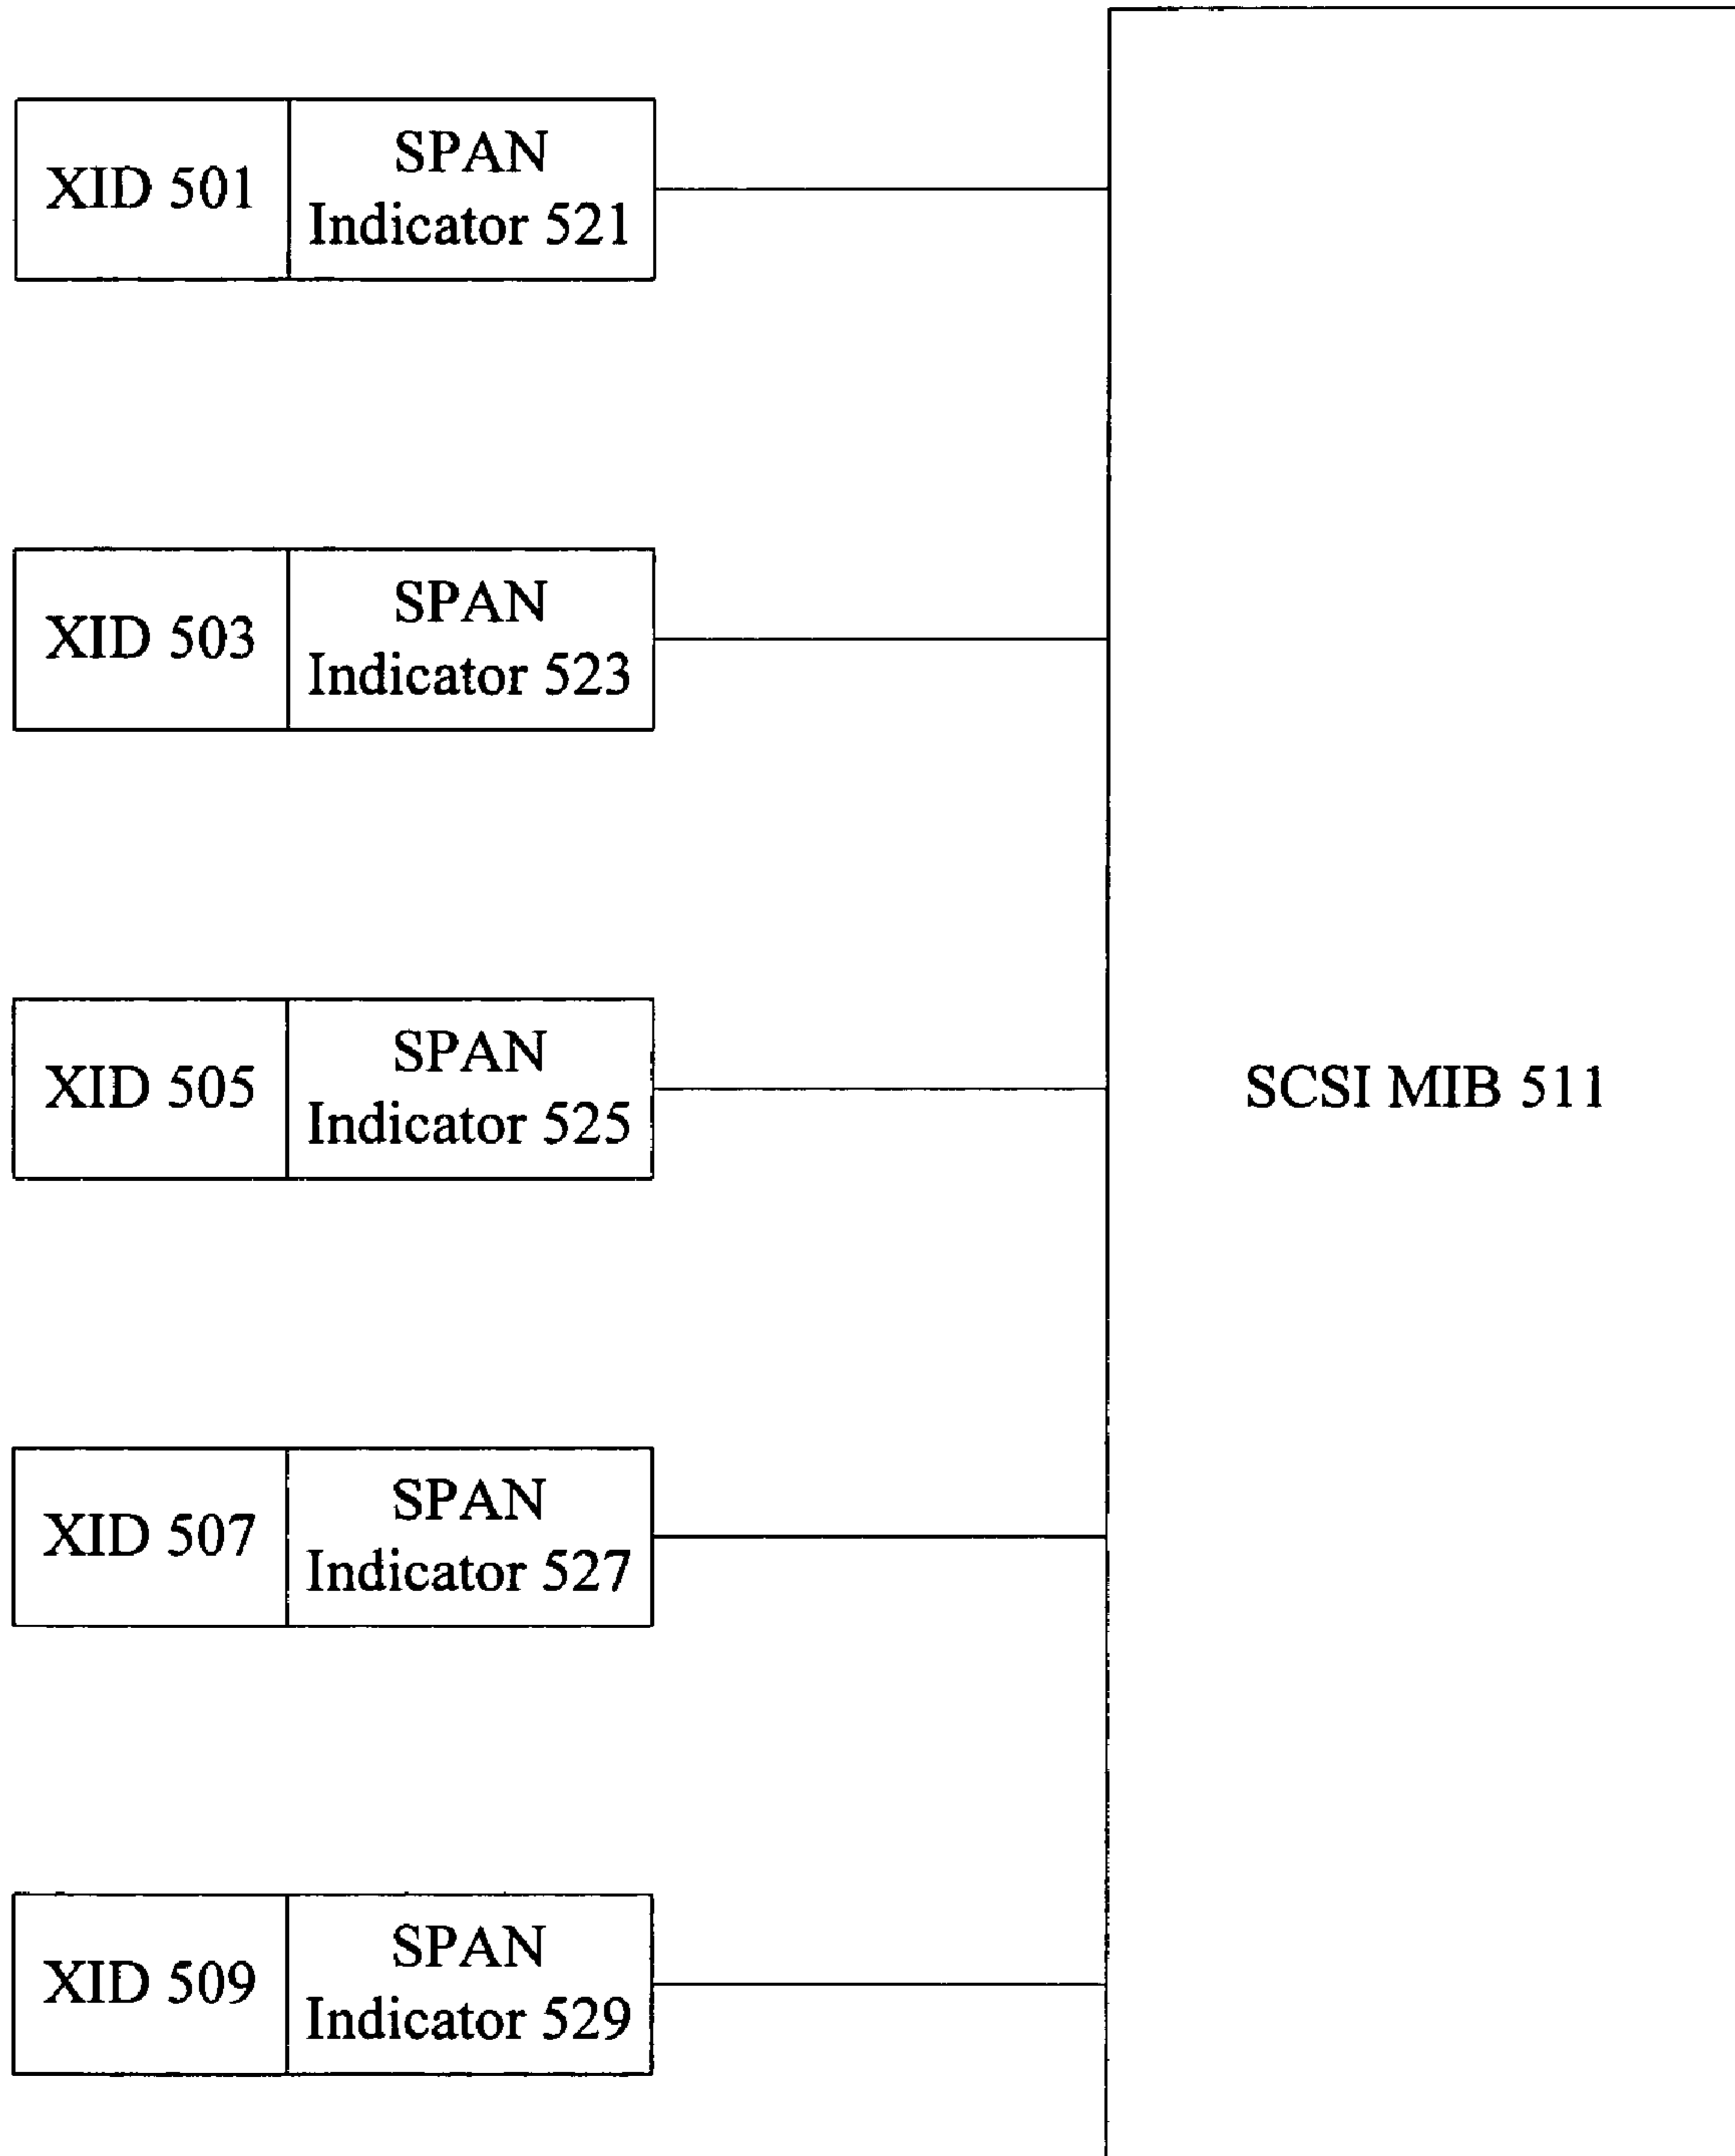 XID 501
SPAN
Indicator 521
XID 503
SPAN
Indicator 523
XID 505
SPAN
Indicator 525
SCSI MIB 511
XID 507
SPAN
Indicator 527
XID 509
SPAN
Indicator 529